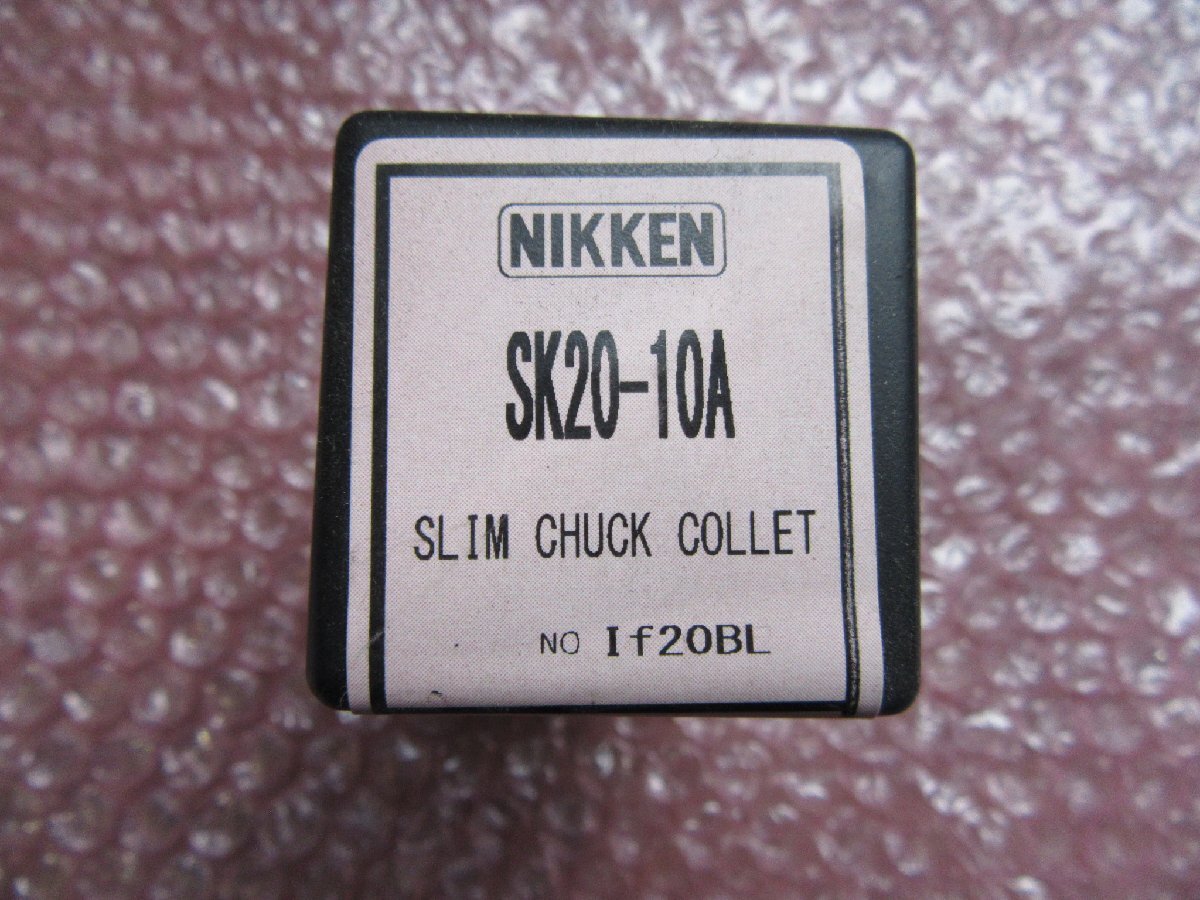 NIKKEN
SK20-10A
SLIM CHUCK COLLET
NO If20BL